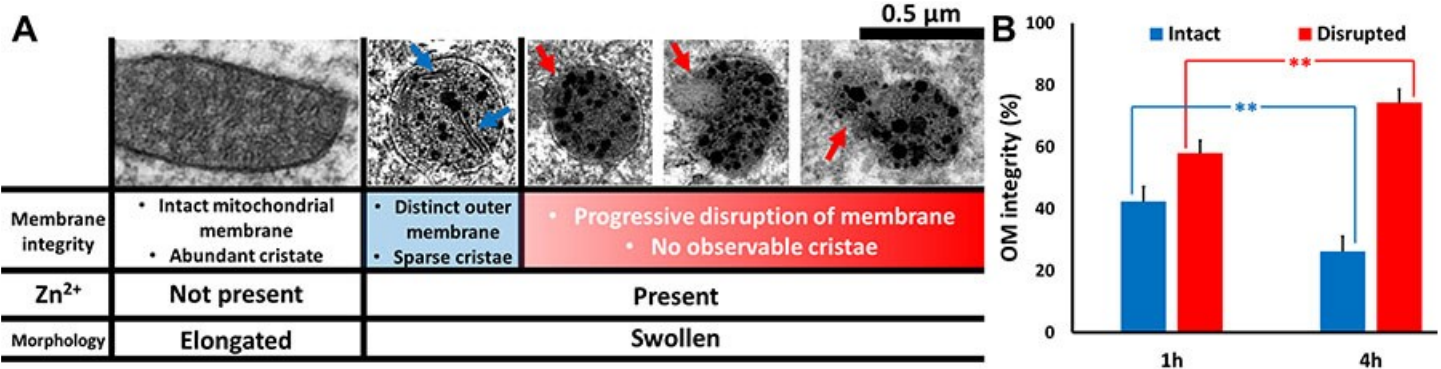 A
0.5 µm
Membrane integrity
• Intact mitochondrial membrane
• Abundant cristate
• Distinct outer membrane
• Sparse cristae
• Progressive disruption of membrane
• No observable cristae
Zn²⁺
Not present
Present
Morphology
Elongated
Swollen
B
Intact
Disrupted
OM integrity (%)
100
80
60
40
20
0
**
**
1h
4h